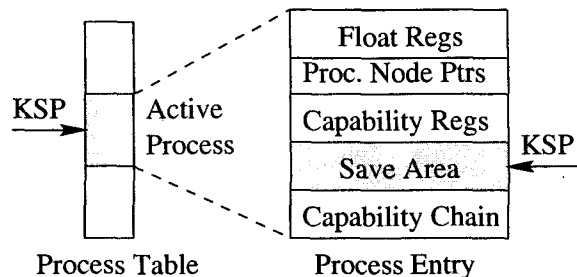 Float Regs
Proc. Node Ptrs
KSP
Active
Process
Capability Regs
KSP
Save Area
Capability Chain
Process Table
Process Entry